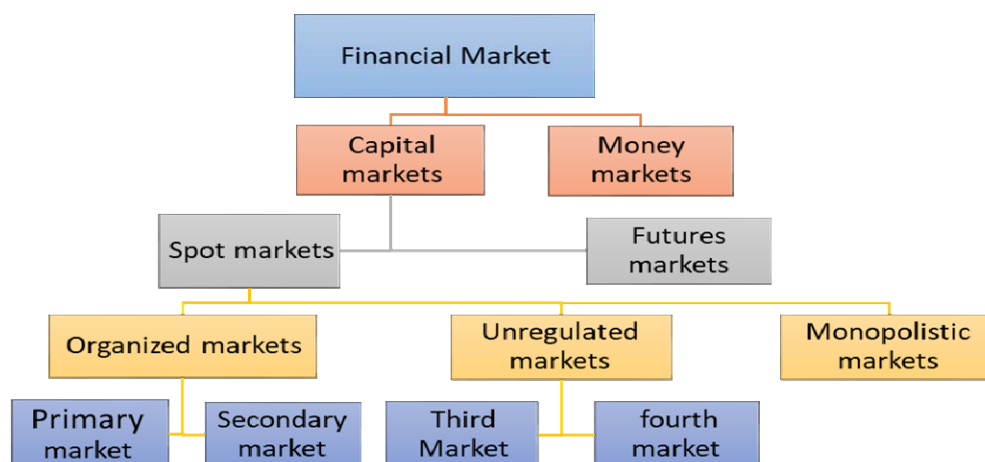 Financial Market
Capital
markets
Money
markets
Spot markets
Futures
markets
Organized markets
Unregulated
markets
Monopolistic
markets
Primary
market
Secondary
market
Third
Market
fourth
market